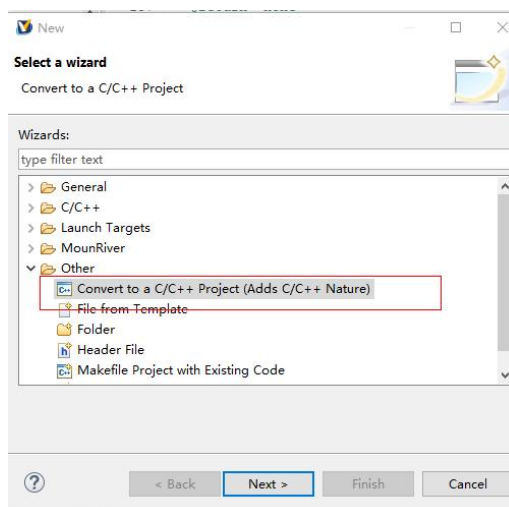 New
Select a wizard
Convert to a C/C++ Project
Wizards:
type filter text
General
C/C++
Launch Targets
MounRiver
Other
Convert to a C/C++ Project (Adds C/C++ Nature)
File from Template
Folder
Header File
Makefile Project with Existing Code
< Back Next > Finish Cancel